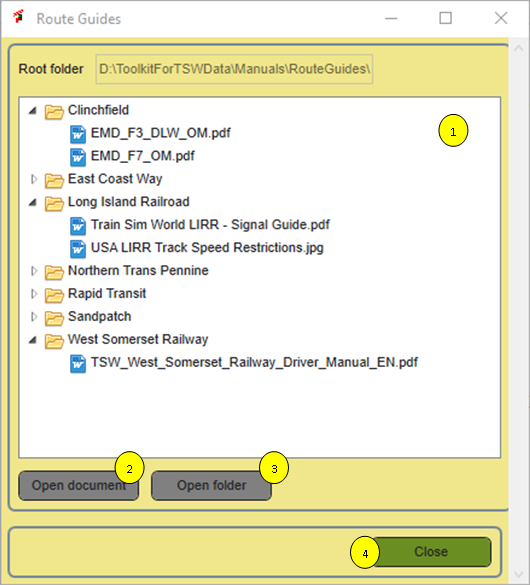 Route Guides
Root folder D:\ToolkitForTSWData\Manuals\RouteGuides\
Clinchfield
1
EMD_F3_DLW_OM.pdf
EMD_F7_OM.pdf
East Coast Way
Long Island Railroad
Train Sim World LIRR - Signal Guide.pdf
USA LIRR Track Speed Restrictions.jpg
Northern Trans Pennine
Rapid Transit
Sandpatch
West Somerset Railway
TSW_West_Somerset_Railway_Driver_Manual_EN.pdf
2 3
Open document Open folder
4 Close